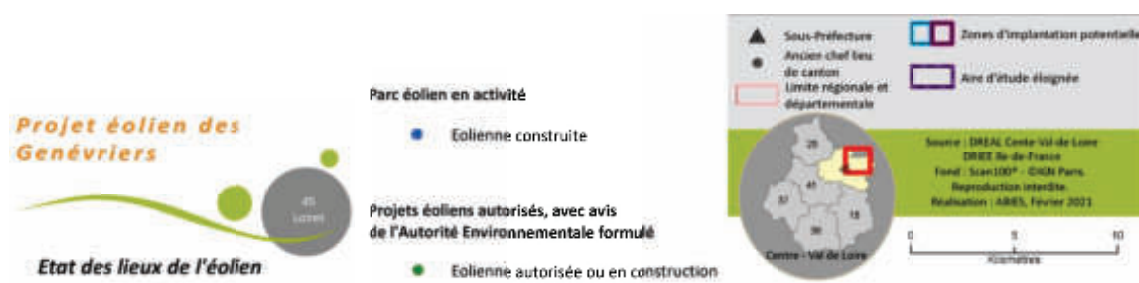 Projet éolien des
Genévriers
45
Loiret
Etat des lieux de l'éolien
Parc éolien en activité
Eolienne construite
Projets éoliens autorisés, avec avis
de l'Autorité Environnementale formulé
Eolienne autorisée ou en construction
Sous-Préfecture
Ancien chef lieu
de canton
Limite régionale et
départementale
Zones d'implantation potentielle
Aire d'étude éloignée
28
45
41
37
18
36
Centre - Val de Loire
Source : DREAL Cente-Val de Loire
DRIEE Ile-de-France
Fond : Scan100® - ©IGN Paris.
Reproduction interdite.
Réalisation : ABIES, Février 2021
0 5 10
Kilomètres